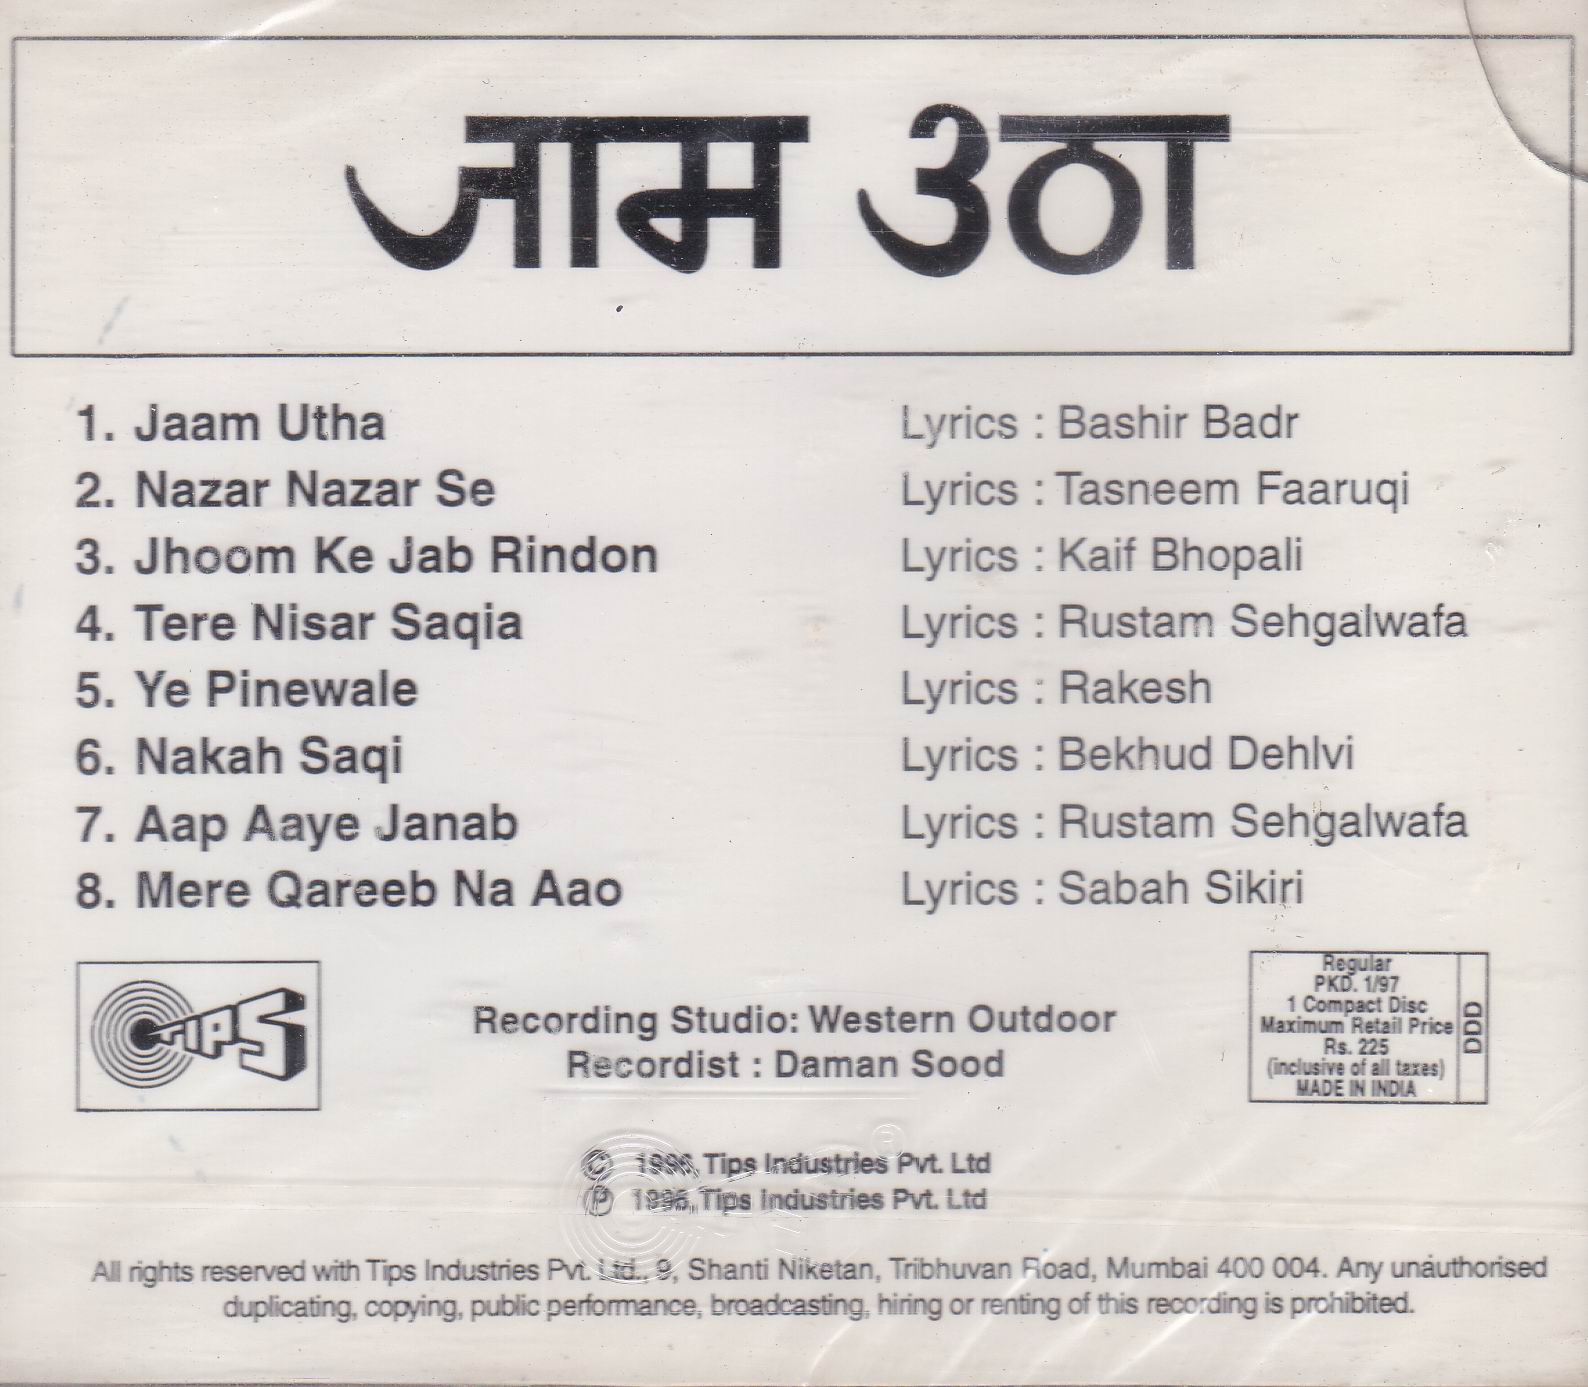 जाम उठा
1. Jaam Utha Lyrics : Bashir Badr
2. Nazar Nazar Se Lyrics : Tasneem Faaruqi
3. Jhoom Ke Jab Rindon Lyrics : Kaif Bhopali
4. Tere Nisar Saqia Lyrics : Rustam Sehgalwafa
5. Ye Pinewale Lyrics : Rakesh
6. Nakah Saqi Lyrics : Bekhud Dehlvi
7. Aap Aaye Janab Lyrics : Rustam Sehgalwafa
8. Mere Qareeb Na Aao Lyrics : Sabah Sikiri
TIPS
Recording Studio: Western Outdoor
Recordist : Daman Sood
Regular
PKD. 1/97
1 Compact Disc
Maximum Retail Price
Rs. 225
(inclusive of all taxes)
MADE IN INDIA
DDD
© 1996, Tips Industries Pvt. Ltd
℗ 1996, Tips Industries Pvt. Ltd
All rights reserved with Tips Industries Pvt. Ltd., 9, Shanti Niketan, Tribhuvan Road, Mumbai 400 004. Any unauthorised
duplicating, copying, public performance, broadcasting, hiring or renting of this recording is prohibited.